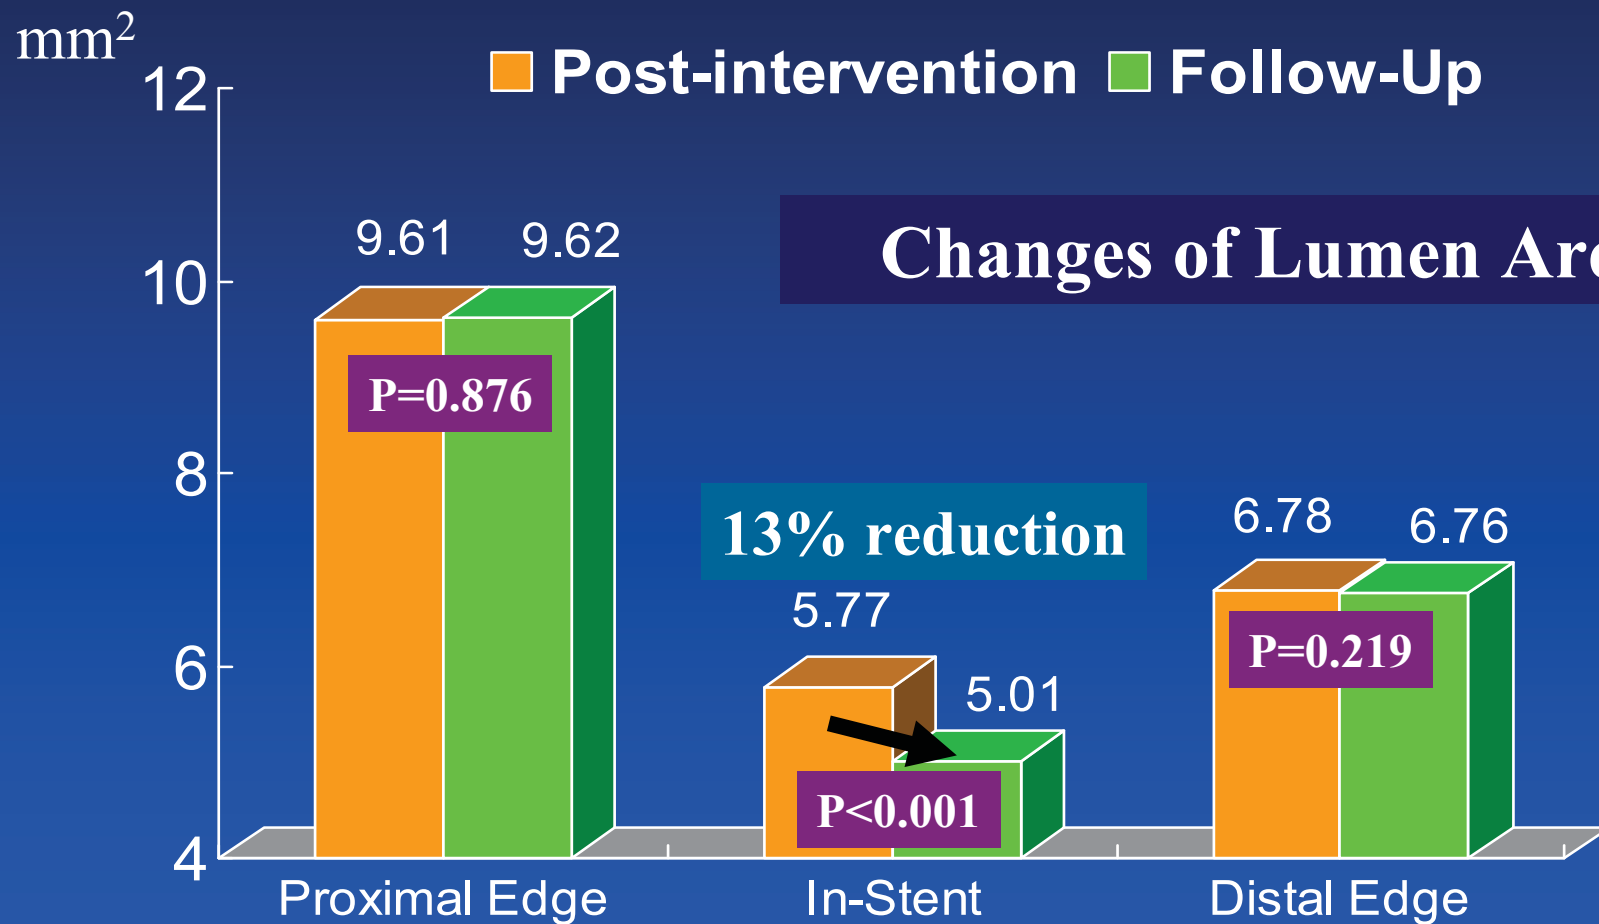 mm²
Post-intervention Follow-Up
12
Changes of Lumen
9.61 9.62
10
P=0.876
8
13% reduction
6.78 6.76
5.77
P=0.219
6
5.01
P<0.001
4
Proximal Edge In-Stent Distal Edge